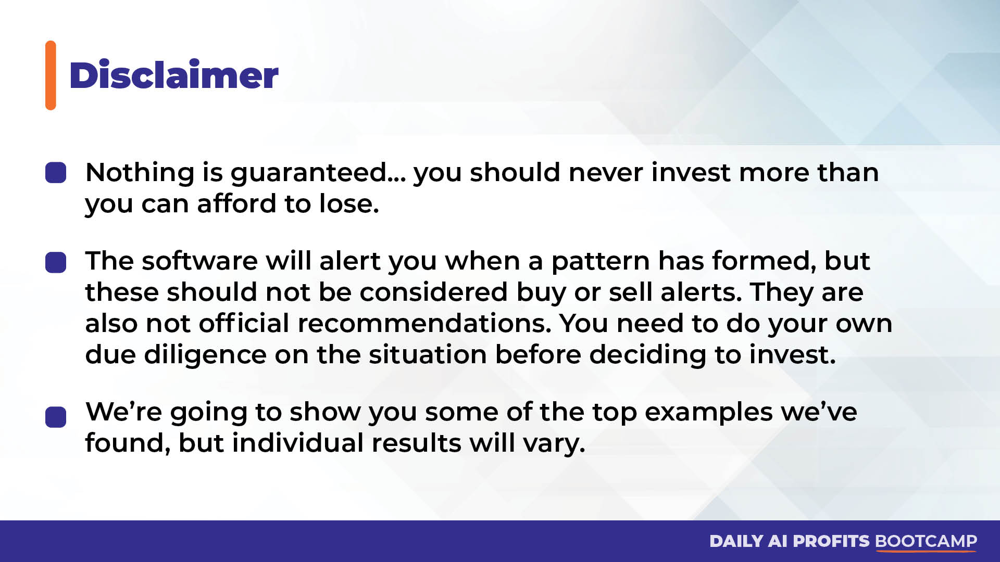 Disclaimer
Nothing is guaranteed... you should never invest more than
you can afford to lose.
The software will alert you when a pattern has formed, but
these should not be considered buy or sell alerts. They are
also not official recommendations. You need to do your own
due diligence on the situation before deciding to invest.
We’re going to show you some of the top examples we’ve
found, but individual results will vary.
DAILY AI PROFITS BOOTCAMP